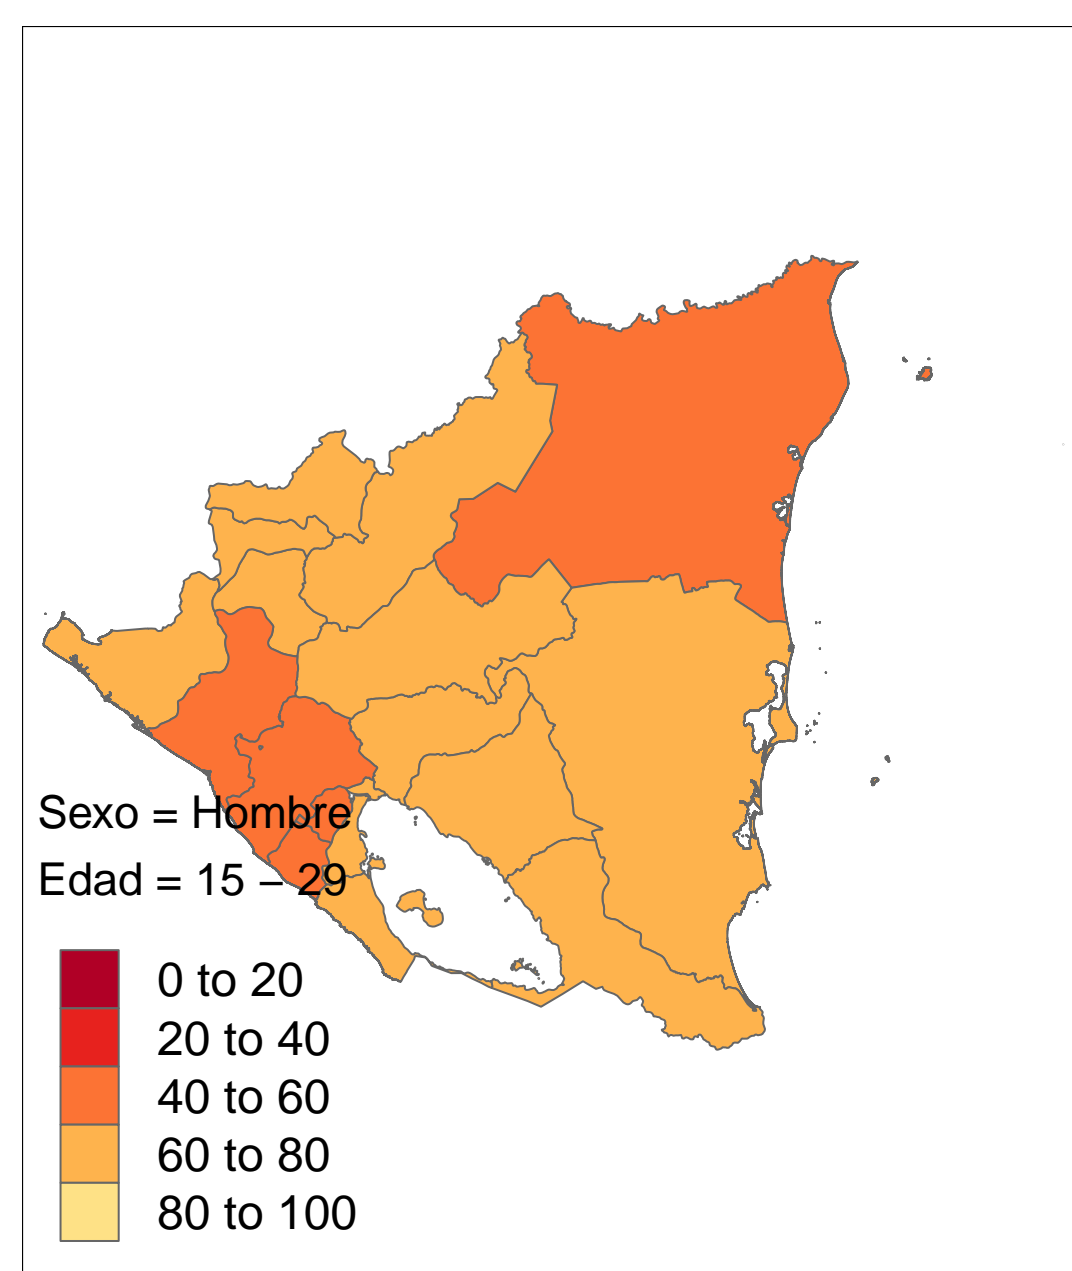 Sexo = Hombre
Edad = 15 – 29
0 to 20
20 to 40
40 to 60
60 to 80
80 to 100